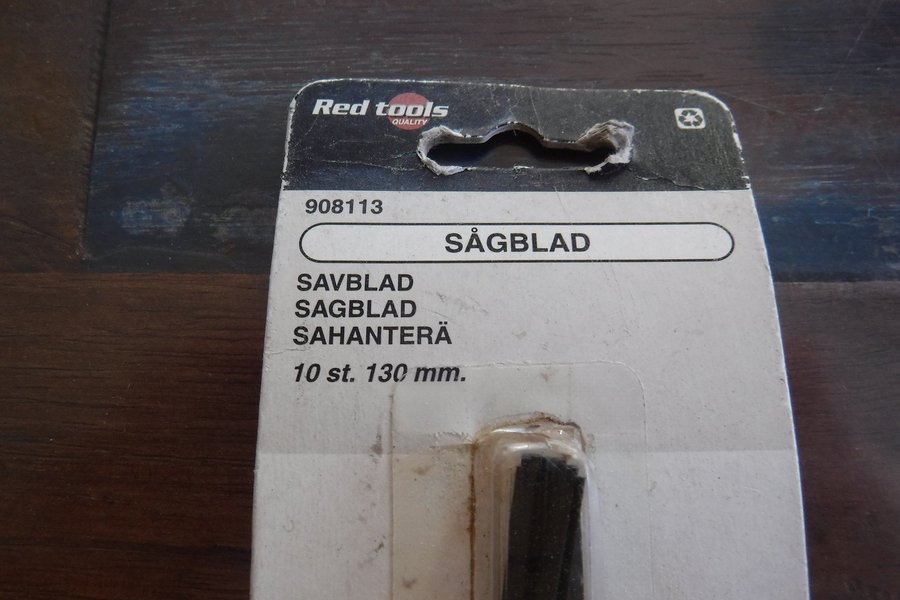 Red tools
QUALITY
908113
SÅGBLAD
SAVBLAD
SAGBLAD
SAHANTERÄ
10 st. 130 mm.